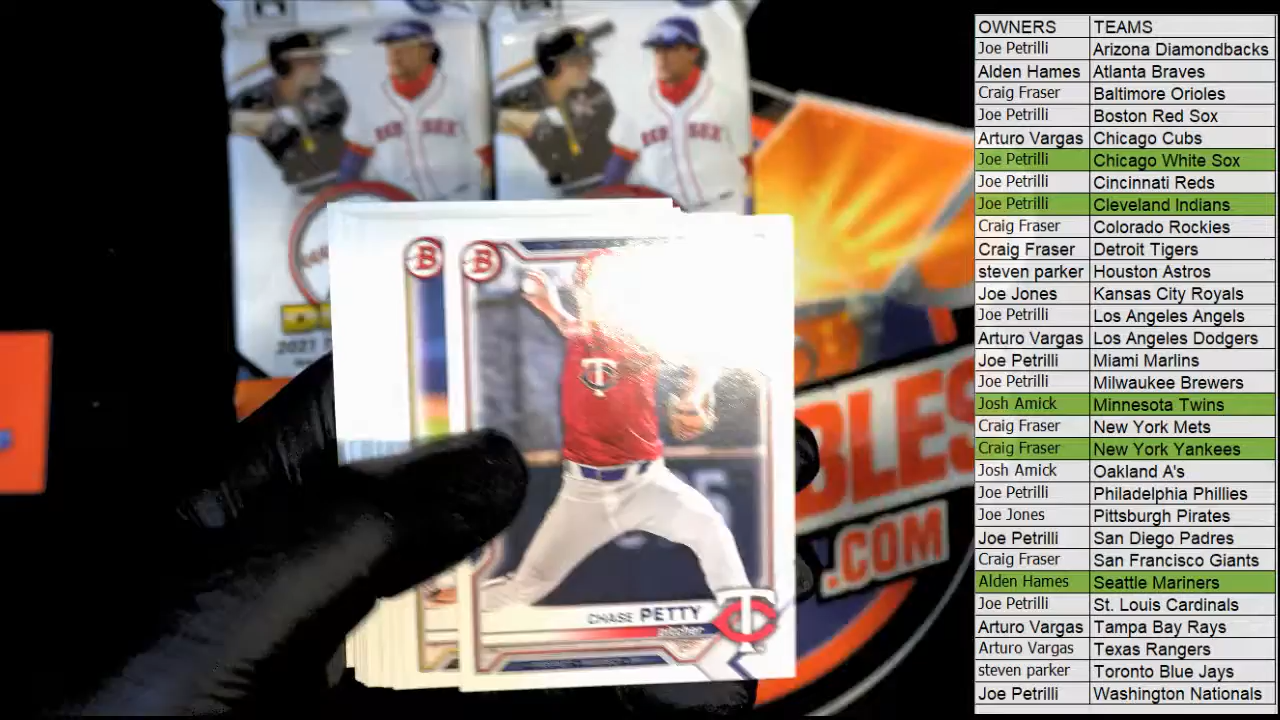 RED SOX
RED SOX
2021
B
B
T
CHASE PETTY
pitcher
TC
BLES
.COM
OWNERS TEAMS
Joe Petrilli Arizona Diamondbacks
Alden Hames Atlanta Braves
Craig Fraser Baltimore Orioles
Joe Petrilli Boston Red Sox
Arturo Vargas Chicago Cubs
Joe Petrilli Chicago White Sox
Joe Petrilli Cincinnati Reds
Joe Petrilli Cleveland Indians
Craig Fraser Colorado Rockies
Craig Fraser Detroit Tigers
steven parker Houston Astros
Joe Jones Kansas City Royals
Joe Petrilli Los Angeles Angels
Arturo Vargas Los Angeles Dodgers
Joe Petrilli Miami Marlins
Joe Petrilli Milwaukee Brewers
Josh Amick Minnesota Twins
Craig Fraser New York Mets
Craig Fraser New York Yankees
Josh Amick Oakland A's
Joe Petrilli Philadelphia Phillies
Joe Jones Pittsburgh Pirates
Joe Petrilli San Diego Padres
Craig Fraser San Francisco Giants
Alden Hames Seattle Mariners
Joe Petrilli St. Louis Cardinals
Arturo Vargas Tampa Bay Rays
Arturo Vargas Texas Rangers
steven parker Toronto Blue Jays
Joe Petrilli Washington Nationals